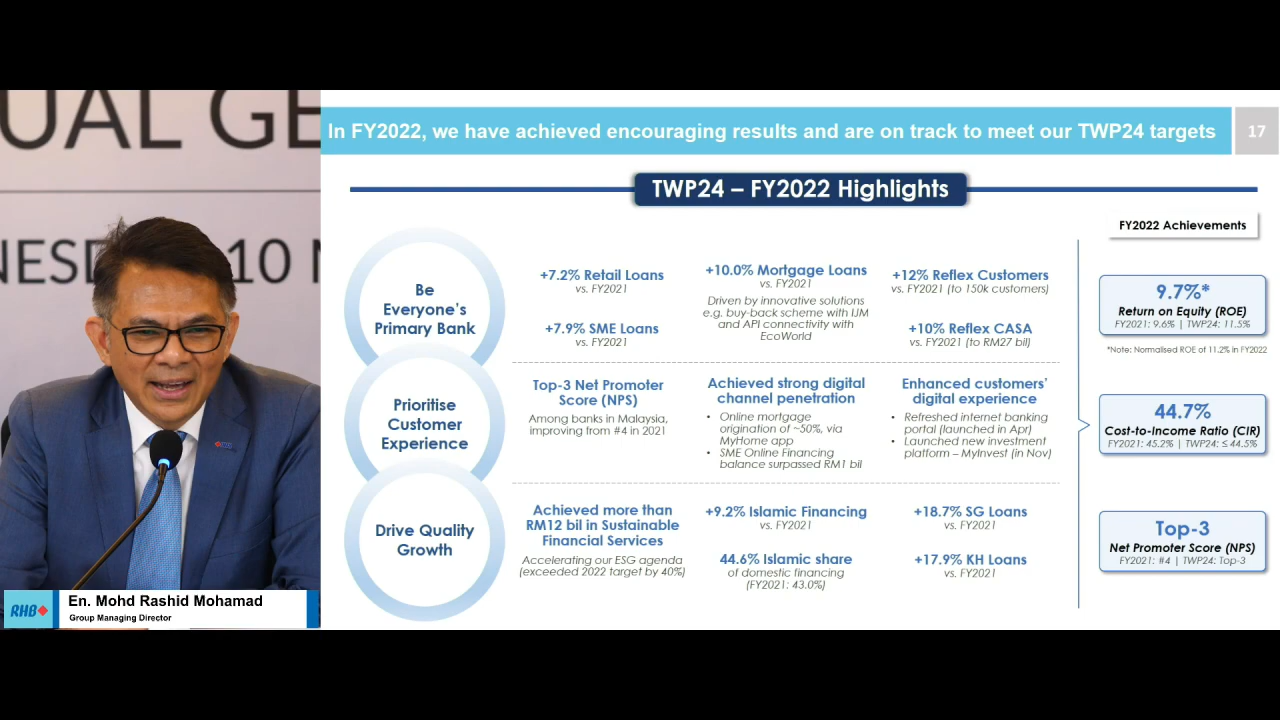 UAL GE
NESD
10
RHB
En. Mohd Rashid Mohamad
Group Managing Director
In FY2022, we have achieved encouraging results and are on track to meet our TWP24 targets
17
TWP24 – FY2022 Highlights
FY2022 Achievements
Be
Everyone's
Primary Bank
+7.2% Retail Loans
vs. FY2021
+7.9% SME Loans
vs. FY2021
+10.0% Mortgage Loans
vs. FY2021
Driven by innovative solutions
e.g. buy-back scheme with IJM
and API connectivity with
EcoWorld
+12% Reflex Customers
vs. FY2021 (to 150k customers)
+10% Reflex CASA
vs. FY2021 (to RM27 bil)
Prioritise
Customer
Experience
Top-3 Net Promoter
Score (NPS)
Among banks in Malaysia,
improving from #4 in 2021
Achieved strong digital
channel penetration
• Online mortgage
origination of ~50%, via
MyHome app
• SME Online Financing
balance surpassed RM1 bil
Enhanced customers'
digital experience
• Refreshed internet banking
portal (launched in Apr)
• Launched new investment
platform – MyInvest (in Nov)
Drive Quality
Growth
Achieved more than
RM12 bil in Sustainable
Financial Services
Accelerating our ESG agenda
(exceeded 2022 target by 40%)
+9.2% Islamic Financing
vs. FY2021
44.6% Islamic share
of domestic financing
(FY2021: 43.0%)
+18.7% SG Loans
vs. FY2021
+17.9% KH Loans
vs. FY2021
9.7%*
Return on Equity (ROE)
FY2021: 9.6% | TWP24: 11.5%
*Note: Normalised ROE of 11.2% in FY2022
44.7%
Cost-to-Income Ratio (CIR)
FY2021: 45.2% | TWP24: ≤ 44.5%
Top-3
Net Promoter Score (NPS)
FY2021: #4 | TWP24: Top-3